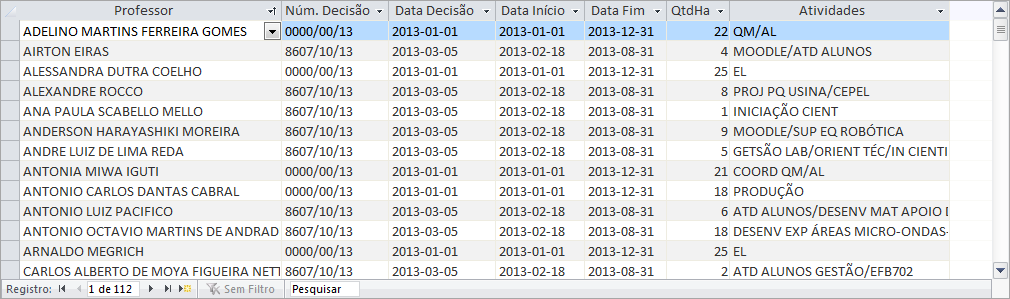 Professor Núm. Decisão Data Decisão Data Início Data Fim QtdHa Atividades
ADELINO MARTINS FERREIRA GOMES 0000/00/13 2013-01-01 2013-01-01 2013-12-31 22 QM/AL
AIRTON EIRAS 8607/10/13 2013-03-05 2013-02-18 2013-08-31 4 MOODLE/ATD ALUNOS
ALESSANDRA DUTRA COELHO 0000/00/13 2013-01-01 2013-01-01 2013-12-31 25 EL
ALEXANDRE ROCCO 8607/10/13 2013-03-05 2013-02-18 2013-08-31 8 PROJ PQ USINA/CEPEL
ANA PAULA SCABELLO MELLO 8607/10/13 2013-03-05 2013-02-18 2013-08-31 1 INICIAÇÃO CIENT
ANDERSON HARAYASHIKI MOREIRA 8607/10/13 2013-03-05 2013-02-18 2013-08-31 9 MOODLE/SUP EQ ROBÓTICA
ANDRE LUIZ DE LIMA REDA 8607/10/13 2013-03-05 2013-02-18 2013-08-31 5 GETSÃO LAB/ORIENT TÉC/IN CIENTI
ANTONIA MIWA IGUTI 0000/00/13 2013-01-01 2013-01-01 2013-12-31 21 COORD QM/AL
ANTONIO CARLOS DANTAS CABRAL 0000/00/13 2013-01-01 2013-01-01 2013-12-31 18 PRODUÇÃO
ANTONIO LUIZ PACIFICO 8607/10/13 2013-03-05 2013-02-18 2013-08-31 6 ATD ALUNOS/DESENV MAT APOIO D
ANTONIO OCTAVIO MARTINS DE ANDRAD 8607/10/13 2013-03-05 2013-02-18 2013-08-31 18 DESENV EXP ÁREAS MICRO-ONDAS-
ARNALDO MEGRICH 0000/00/13 2013-01-01 2013-01-01 2013-12-31 25 EL
CARLOS ALBERTO DE MOYA FIGUEIRA NETT 8607/10/13 2013-03-05 2013-02-18 2013-08-31 2 ATD ALUNOS GESTÃO/EFB702
Registro: 1 de 112 Sem Filtro Pesquisar